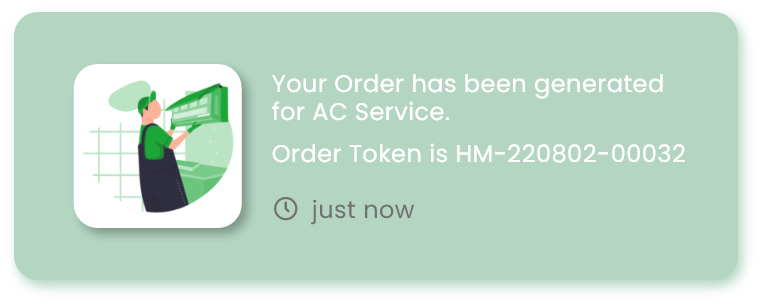 Your Order has been generated
for AC Service.
Order Token is HM-220802-00032
just now